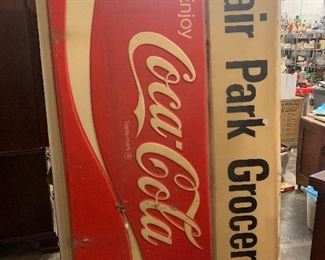 Enjoy
Coca-Cola
air Park Grocer